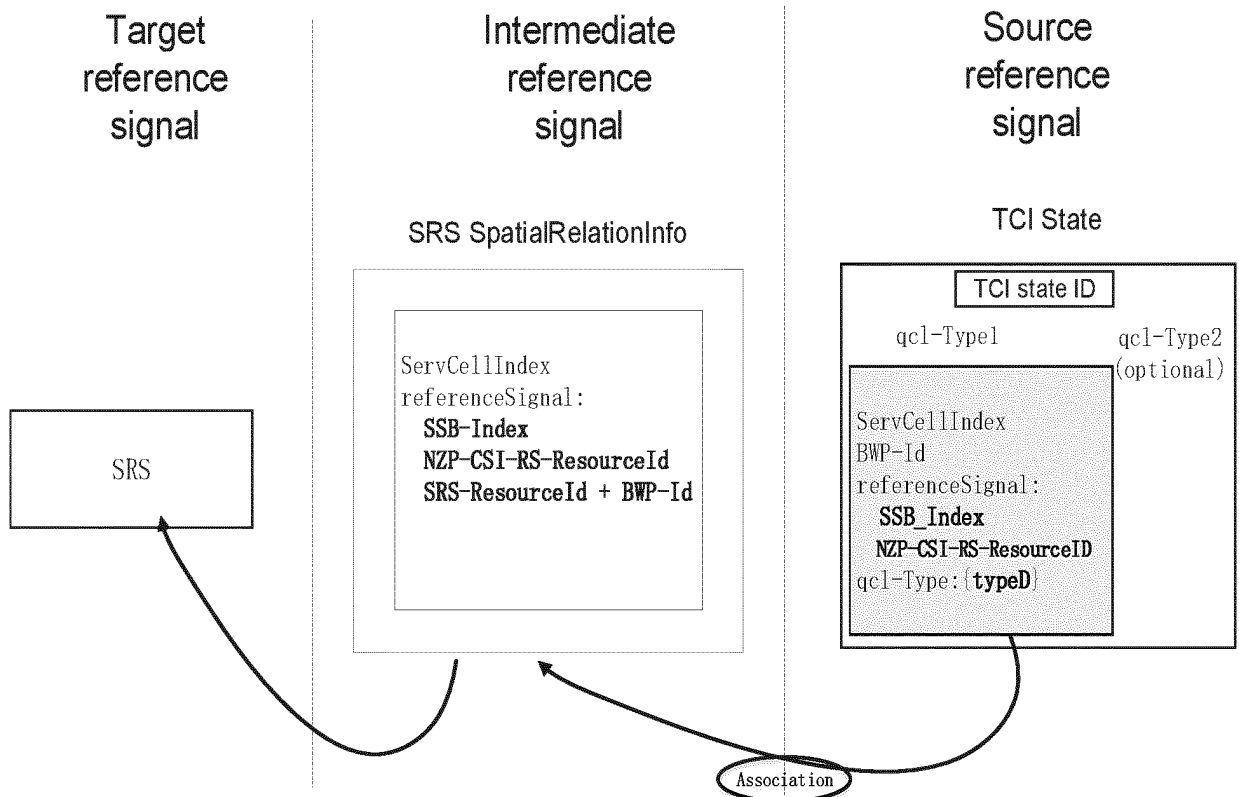 Target
reference
signal
Intermediate
reference
signal
Source
reference
signal
SRS SpatialRelationInfo
TCI State
SRS
ServCellIndex
referenceSignal:
SSB-Index
NZP-CSI-RS-ResourceId
SRS-ResourceId + BWP-Id
TCI state ID
qcl-Type1
qcl-Type2
(optional)
ServCellIndex
BWP-Id
referenceSignal:
SSB_Index
NZP-CSI-RS-ResourceID
qcl-Type:{typeD}
Association